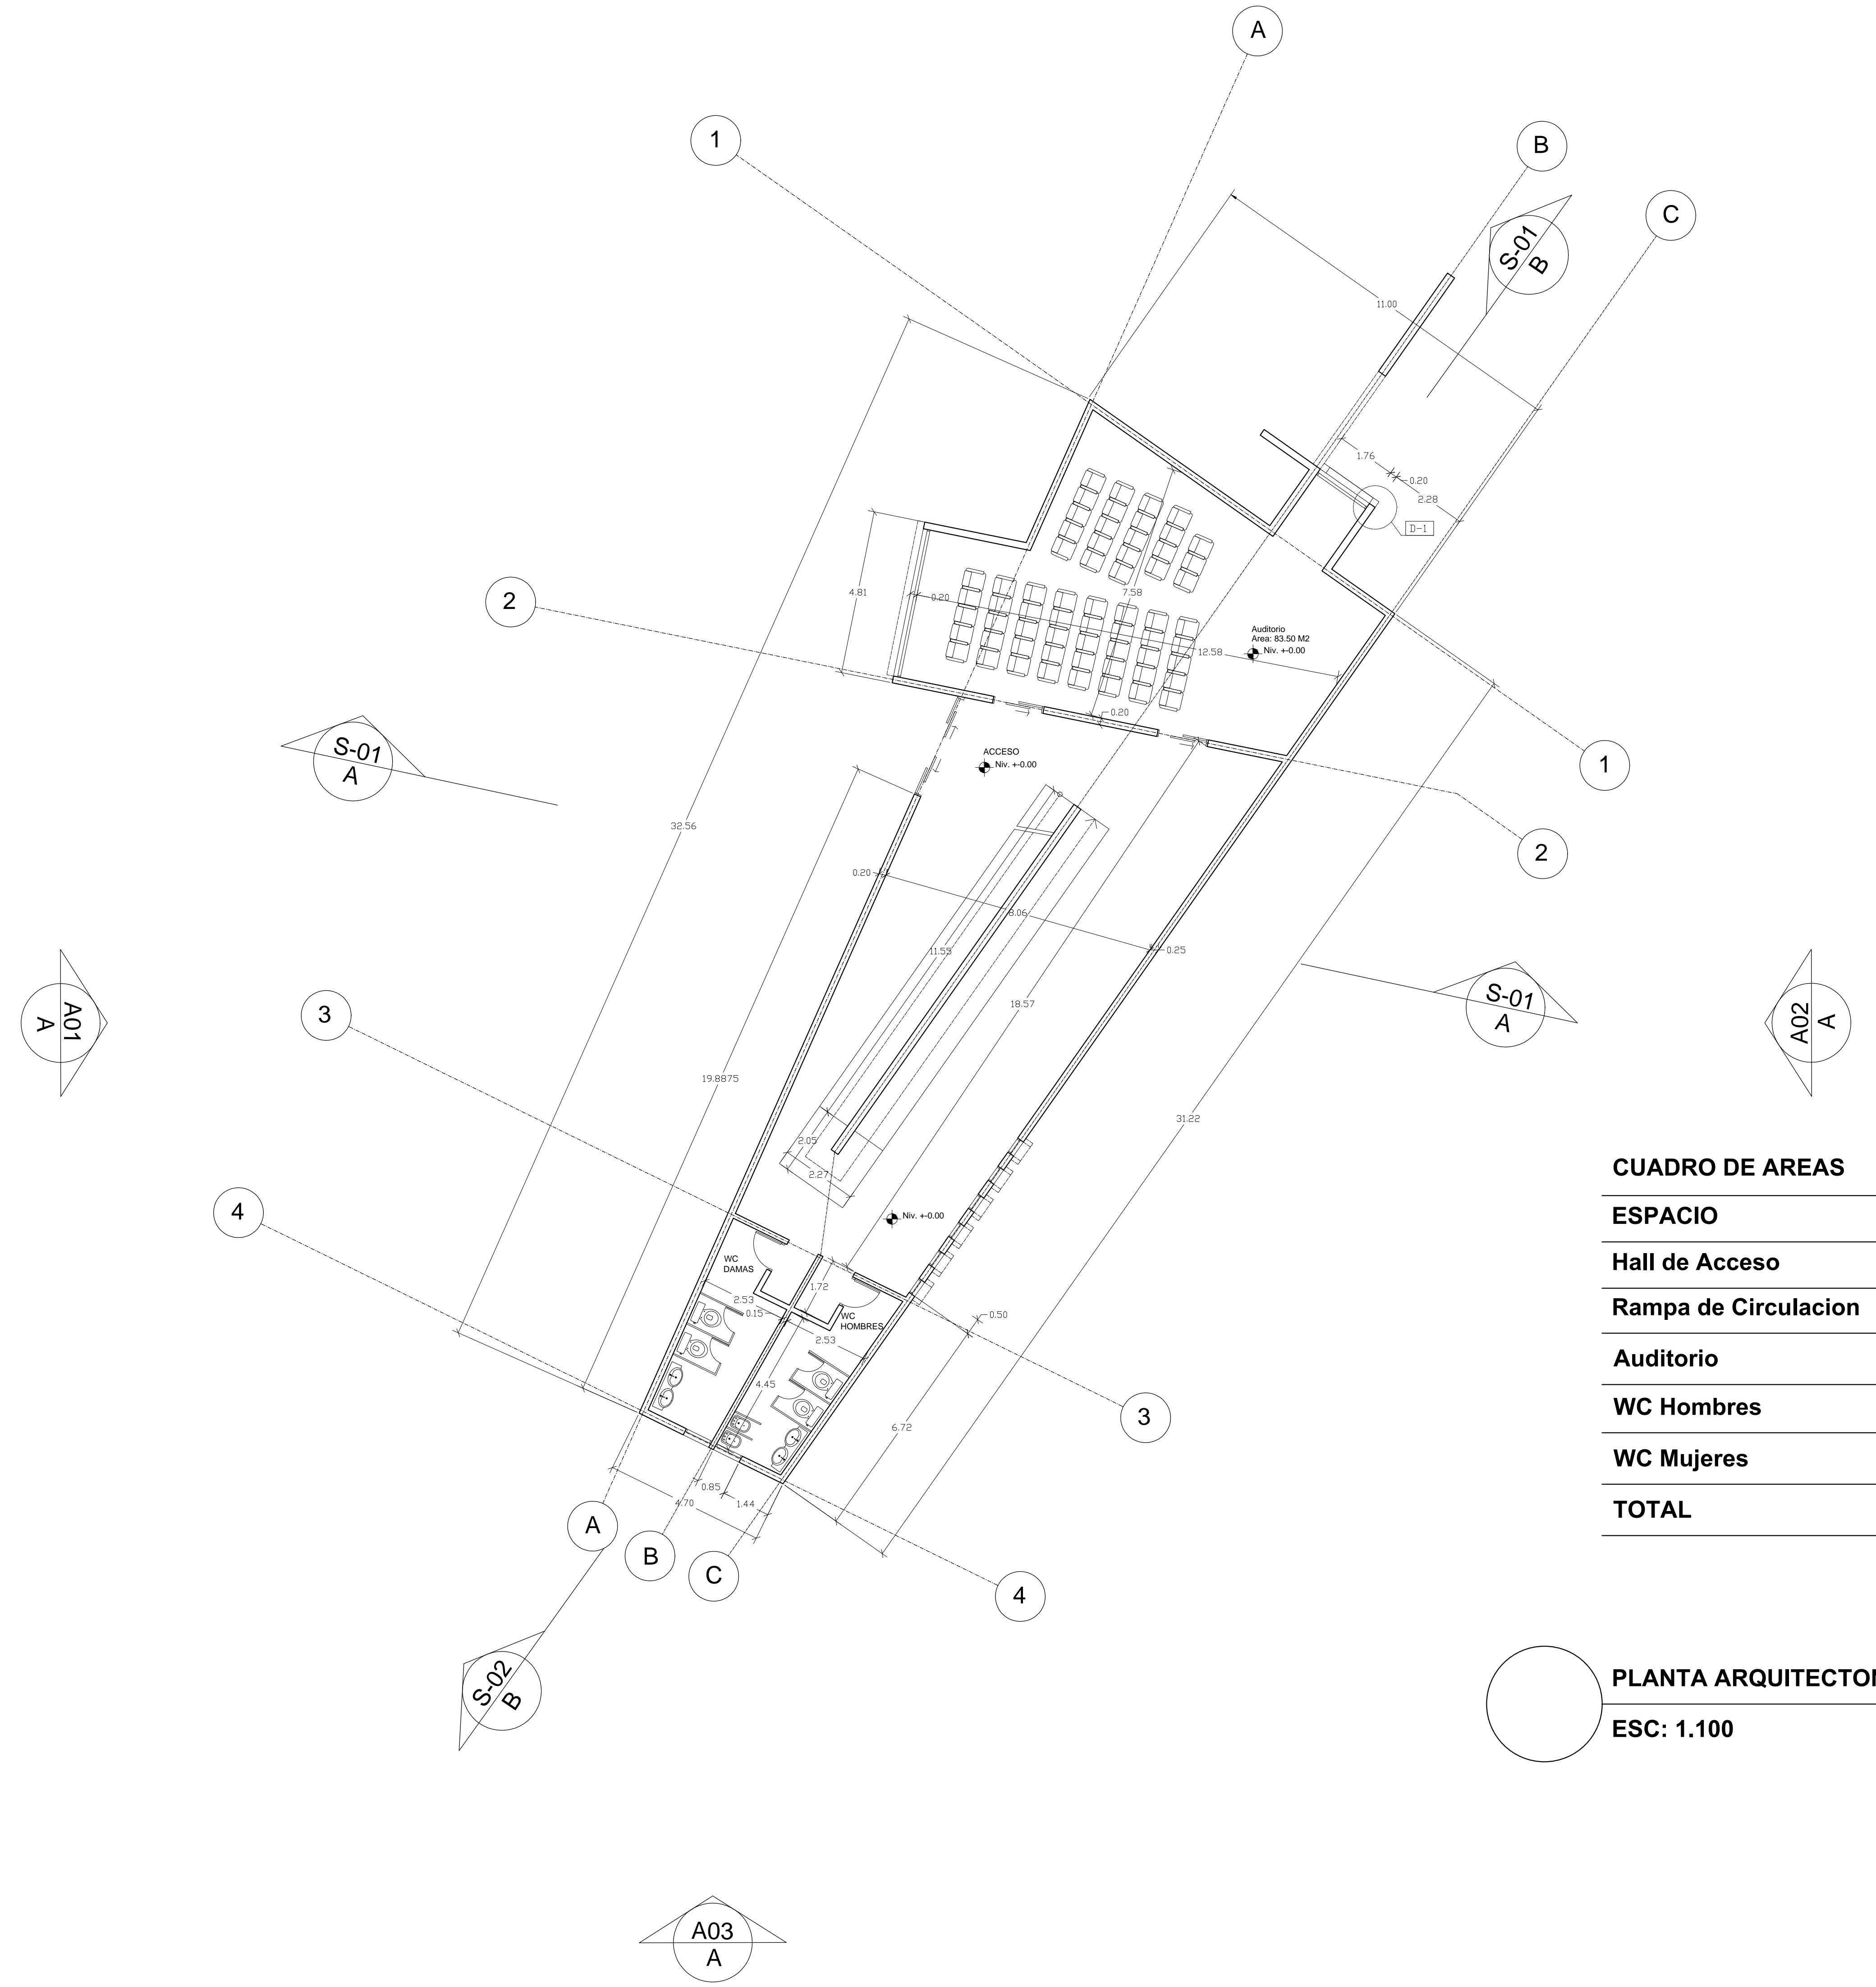 A
1
B
C
S-01
B
11.00
1.76
0.20
2.28
D-1
2
4.81
0.20
7.58
Auditorio
Area: 83.50 M2
Niv. +-0.00
12.58
0.20
S-01
A
ACCESO
Niv. +-0.00
1
2
32.56
0.20
8.06
0.25
11.55
18.57
S-01
A
A01
A
A02
A
3
19.8875
31.22
2.05
2.27
4
Niv. +-0.00
WC
DAMAS
1.72
2.53
0.15
WC
HOMBRES
2.53
0.50
4.45
6.72
3
0.85
4.70
1.44
A
B
C
4
S-02
B
A03
A
CUADRO DE AREAS
ESPACIO
Hall de Acceso
Rampa de Circulacion
Auditorio
WC Hombres
WC Mujeres
TOTAL
PLANTA ARQUITECTO
ESC: 1.100